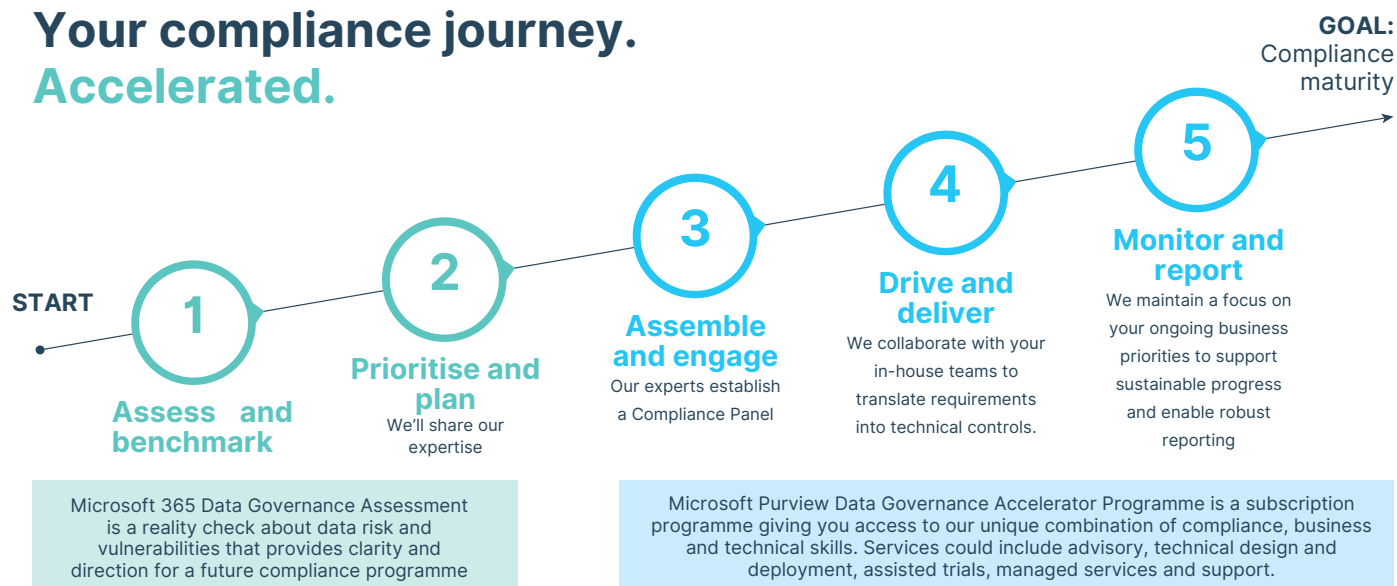 Your compliance journey.
Accelerated.
GOAL:
Compliance
maturity
START
1
Assess and
benchmark
2
Prioritise and
plan
We’ll share our
expertise
3
Assemble
and engage
Our experts establish
a Compliance Panel
4
Drive and
deliver
We collaborate with your
in-house teams to
translate requirements
into technical controls.
5
Monitor and
report
We maintain a focus on
your ongoing business
priorities to support
sustainable progress
and enable robust
reporting
Microsoft 365 Data Governance Assessment
is a reality check about data risk and
vulnerabilities that provides clarity and
direction for a future compliance programme
Microsoft Purview Data Governance Accelerator Programme is a subscription
programme giving you access to our unique combination of compliance, business
and technical skills. Services could include advisory, technical design and
deployment, assisted trials, managed services and support.